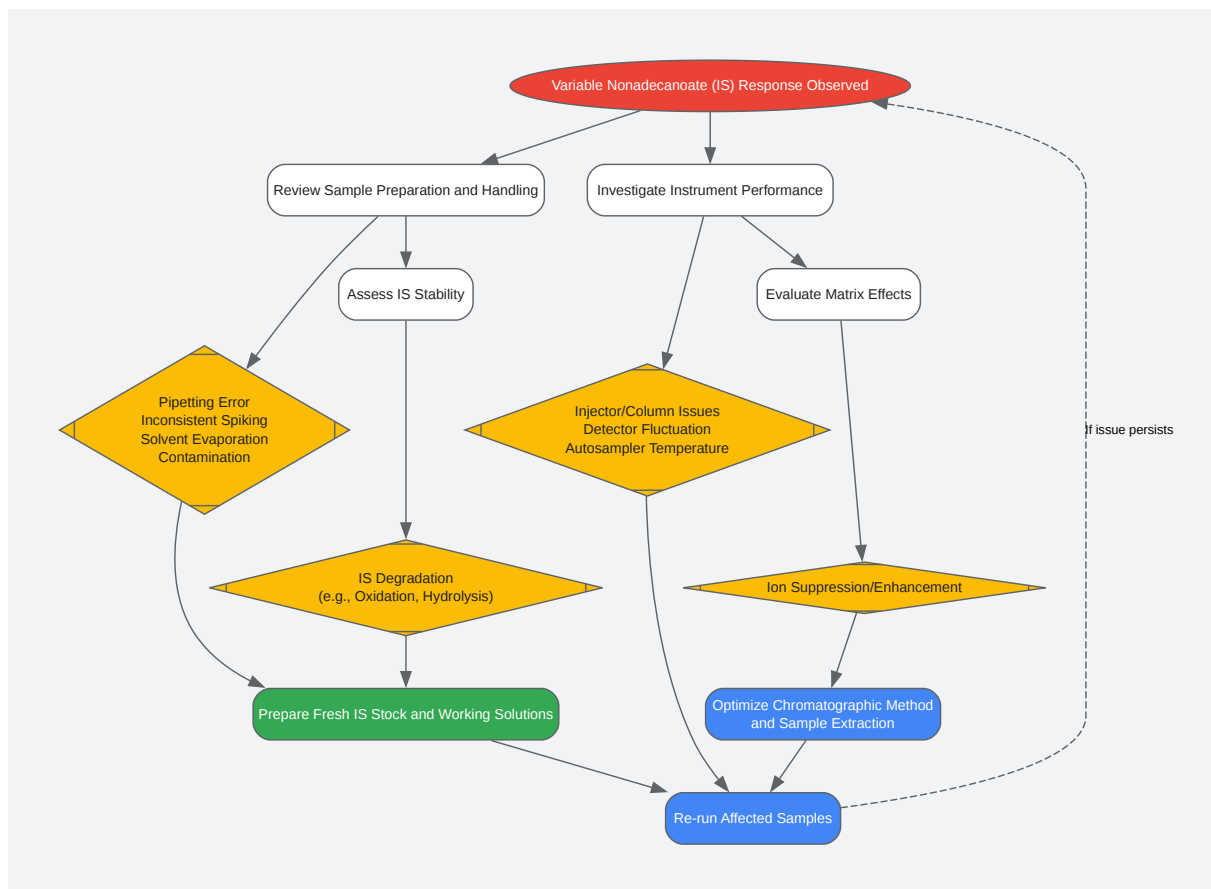 Variable Nonadecanoate (IS) Response Observed
Review Sample Preparation and Handling
Investigate Instrument Performance
Assess IS Stability
Evaluate Matrix Effects
Pipetting Error
Inconsistent Spiking
Solvent Evaporation
Contamination
Injector/Column Issues
Detector Fluctuation
Autosampler Temperature
If issue persists
IS Degradation
(e.g., Oxidation, Hydrolysis)
Ion Suppression/Enhancement
Prepare Fresh IS Stock and Working Solutions
Optimize Chromatographic Method
and Sample Extraction
Re-run Affected Samples